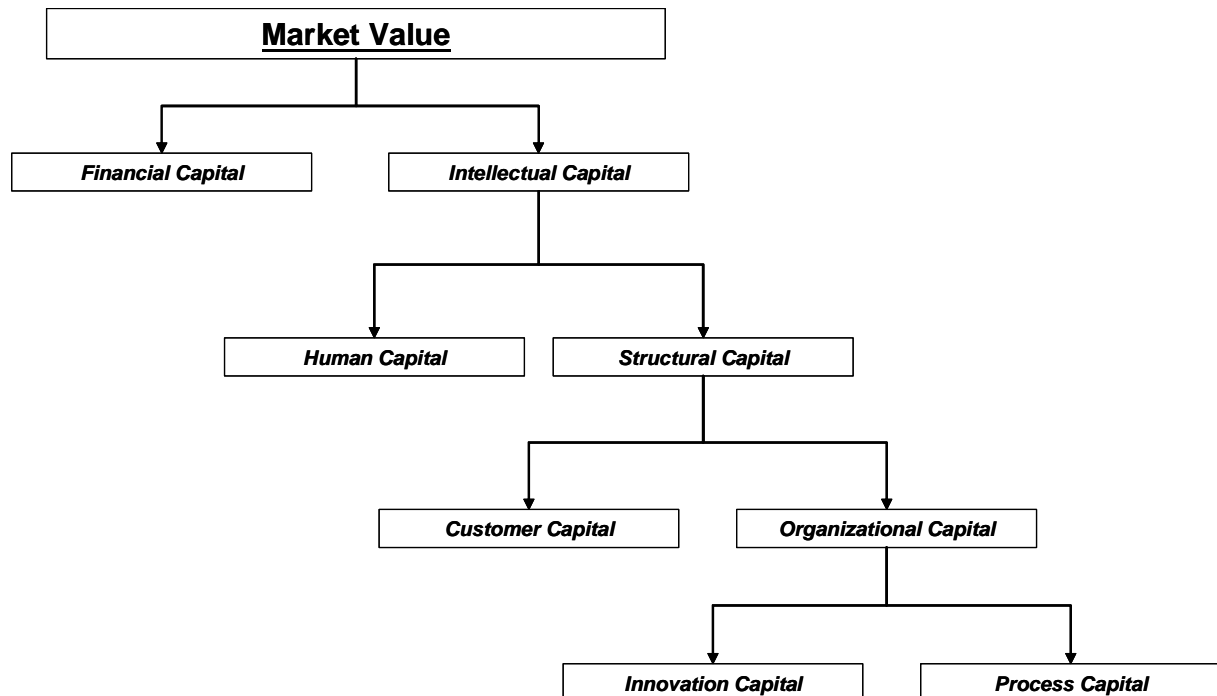 Market Value
Financial Capital
Intellectual Capital
Human Capital
Structural Capital
Customer Capital
Organizational Capital
Innovation Capital
Process Capital